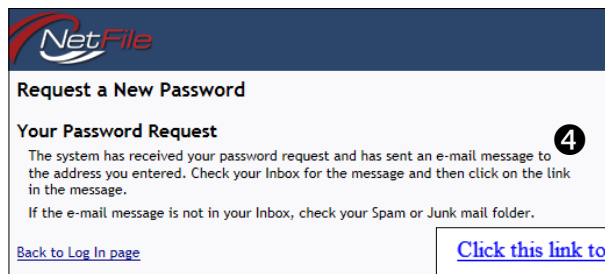 NetFile
Request a New Password
Your Password Request
❹
The system has received your password request and has sent an e-mail message to
the address you entered. Check your Inbox for the message and then click on the link
in the message.
If the e-mail message is not in your Inbox, check your Spam or Junk mail folder.
Back to Log In page
Click this link to